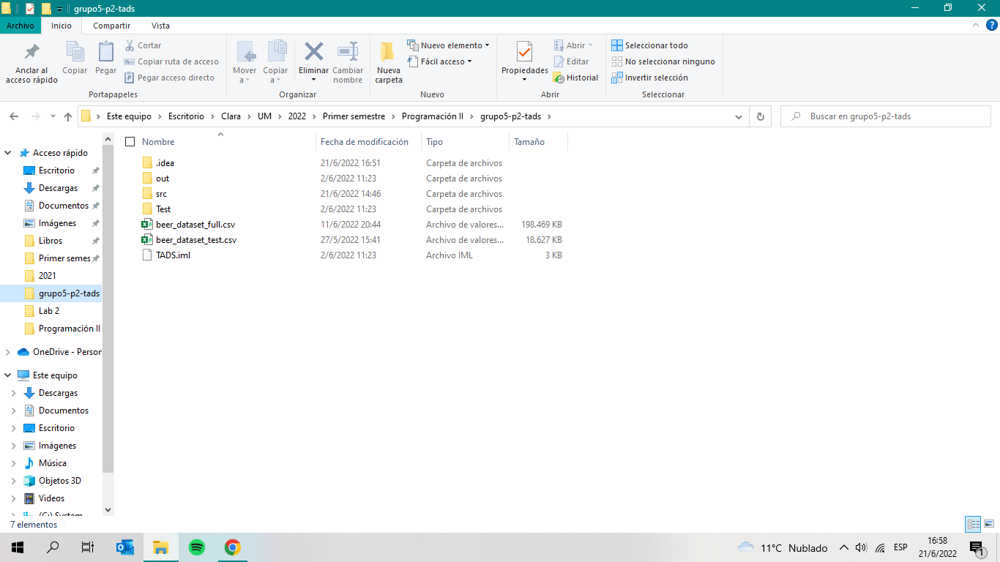 grupo5-p2-tads
Archivo Inicio Compartir Vista
Anclar al acceso rápido
Copiar
Pegar
Cortar
Copiar ruta de acceso
Pegar acceso directo
Portapapeles
Mover a
Copiar a
Eliminar
Cambiar nombre
Organizar
Nueva carpeta
Nuevo elemento
Fácil acceso
Nuevo
Propiedades
Abrir
Editar
Historial
Abrir
Seleccionar todo
No seleccionar ninguno
Invertir selección
Seleccionar
Este equipo > Escritorio > Clara > UM > 2022 > Primer semestre > Programación II > grupo5-p2-tads >
Buscar en grupo5-p2-tads
Acceso rápido
Escritorio
Descargas
Documentos
Imágenes
Libros
Primer semes
2021
grupo5-p2-tads
Lab 2
Programación II
OneDrive - Person
Este equipo
Descargas
Documentos
Escritorio
Imágenes
Música
Objetos 3D
Videos
(C:) System
Nombre Fecha de modificación Tipo Tamaño
.idea 21/6/2022 16:51 Carpeta de archivos
out 2/6/2022 11:23 Carpeta de archivos
src 21/6/2022 14:46 Carpeta de archivos
Test 2/6/2022 11:23 Carpeta de archivos
beer_dataset_full.csv 11/6/2022 20:44 Archivo de valores... 198.469 KB
beer_dataset_test.csv 27/5/2022 15:41 Archivo de valores... 18.627 KB
TADS.iml 2/6/2022 11:23 Archivo IML 3 KB
7 elementos
11°C Nublado
ESP
16:58
21/6/2022
1